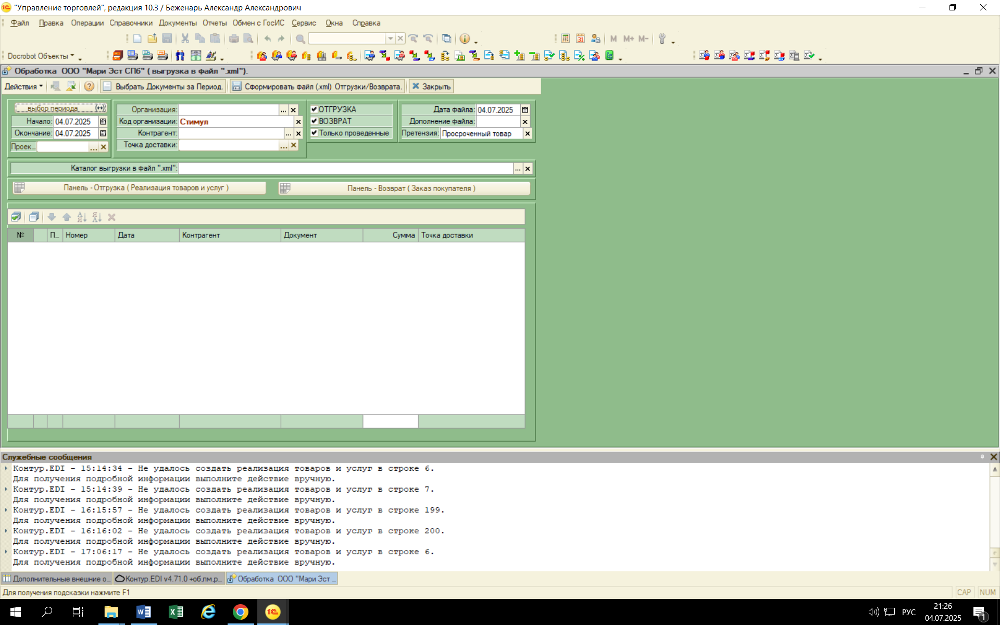 "Управление торговлей", редакция 10.3 / Беженарь Александр Александрович
Файл Правка Операции Справочники Документы Отчеты Обмен с ГосИС Сервис Окна Справка
M M+ M-
Docrobot Объекты
Обработка ООО "Мари Эст СПб" ( выгрузка в файл ".xml").
Действия Выбрать Документы за Период. Сформировать файл (.xml) Отгрузки/Возврата. Закрыть
выбор периода
Организация: ...
ОТГРУЗКА
Дата файла: 04.07.2025
Начало: 04.07.2025
Код организации: Стимул
ВОЗВРАТ
Дополнение файла:
Окончание: 04.07.2025
Контрагент: ...
Только проведенные
Претензия: Просроченный товар
Проек... ...
Точка доставки: ...
Каталог выгрузки в файл ".xml": ...
Панель - Отгрузка ( Реализация товаров и услуг ) Панель - Возврат ( Заказ покупателя )
№ П... Номер Дата Контрагент Документ Сумма Точка доставки
Служебные сообщения
Контур.EDI - 15:14:34 - Не удалось создать реализация товаров и услуг в строке 6.
Для получения подробной информации выполните действие вручную.
Контур.EDI - 15:14:39 - Не удалось создать реализация товаров и услуг в строке 7.
Для получения подробной информации выполните действие вручную.
Контур.EDI - 16:15:57 - Не удалось создать реализация товаров и услуг в строке 199.
Для получения подробной информации выполните действие вручную.
Контур.EDI - 16:16:02 - Не удалось создать реализация товаров и услуг в строке 200.
Для получения подробной информации выполните действие вручную.
Контур.EDI - 17:06:17 - Не удалось создать реализация товаров и услуг в строке 6.
Для получения подробной информации выполните действие вручную.
Дополнительные внешние о... Контур.EDI v4.71.0 +об,пм,р... Обработка ООО "Мари Эст ...
Для получения подсказки нажмите F1
CAP NUM
РУС
21:26
04.07.2025
1